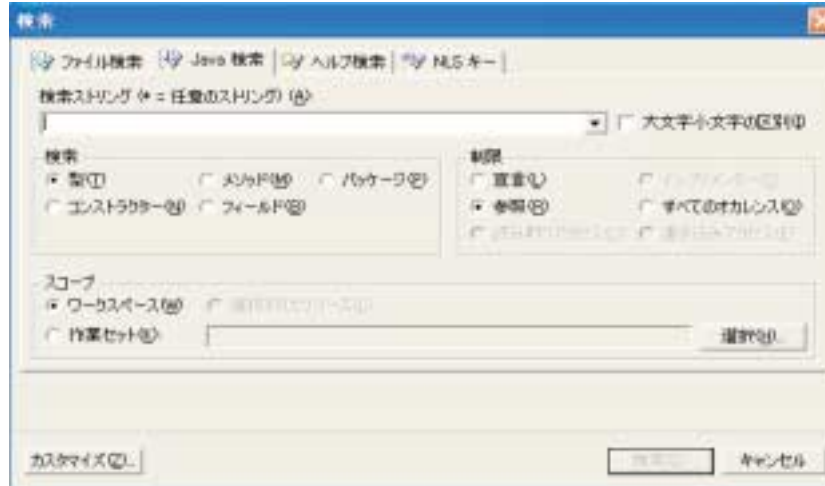 検索
ファイル検索 Java 検索 ヘルプ検索 NLS キー
検索ストリング (* = 任意のストリング) (A)
大文字小文字の区別(I)
検索
型(T) メソッド(M) パッケージ(P)
コンストラクター(N) フィールド(E)
制限
宣言(L)
参照(R) すべてのオカレンス(O)
スコープ
ワークスペース(W)
作業セット(K) 選択(H)...
カスタマイズ(Z)... キャンセル